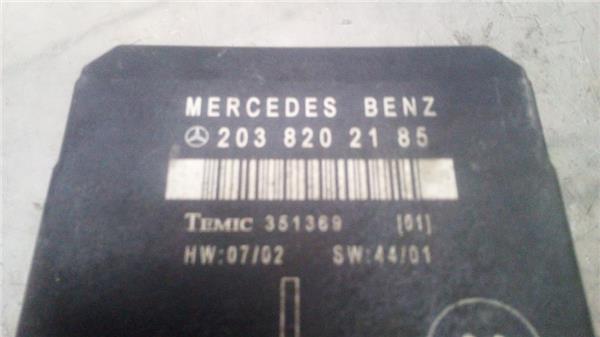 MERCEDES BENZ
203 820 21 85
TEMIC 351369 [01]
HW:07/02 SW:44/01